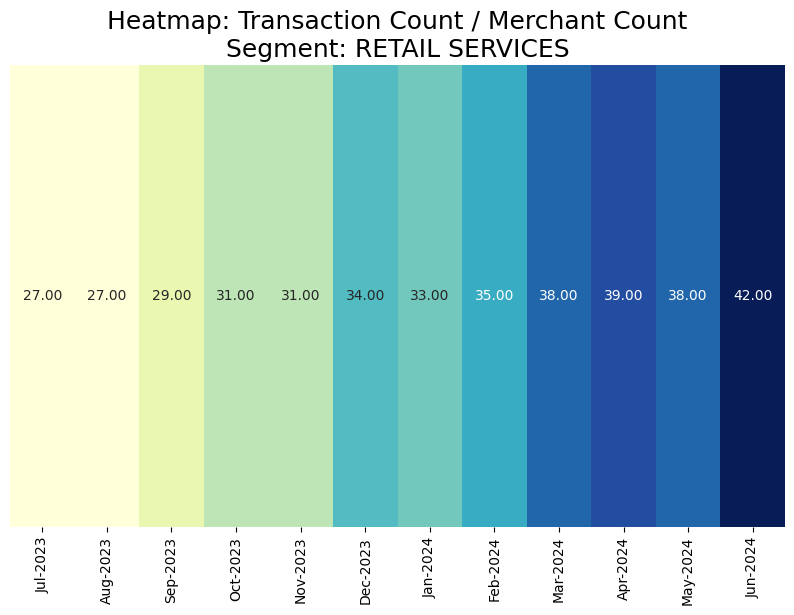 Heatmap: Transaction Count / Merchant Count
Segment: RETAIL SERVICES
27.00 27.00 29.00 31.00 31.00 34.00 33.00 35.00 38.00 39.00 38.00 42.00
Jul-2023 Aug-2023 Sep-2023 Oct-2023 Nov-2023 Dec-2023 Jan-2024 Feb-2024 Mar-2024 Apr-2024 May-2024 Jun-2024